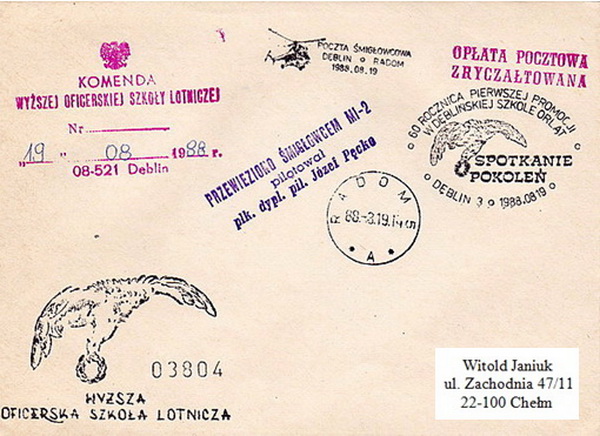 KOMENDA
WYŻSZEJ OFICERSKIEJ SZKOŁY LOTNICZEJ
Nr
„19 " 08 1988 r.
08-521 Dęblin
POCZTA ŚMIGŁOWCOWA
DĘBLIN RADOM
1988.08.19
OPŁATA POCZTOWA
ZRYCZAŁTOWANA
60 ROCZNICA PIERWSZEJ PROMOCJI
W DĘBLIŃSKIEJ SZKOLE ORLĄT
SPOTKANIE
POKOLEŃ
DĘBLIN 3 1988.08.19
PRZEWIEZIONO ŚMIGŁOWCEM MI-2
pilotował
płk. dypl. pil. Józef Pęcko
RADOM
88.-8.19.14
A
03804
WYŻSZA
OFICERSKA SZKOŁA LOTNICZA
Witold Janiuk
ul. Zachodnia 47/11
22-100 Chełm